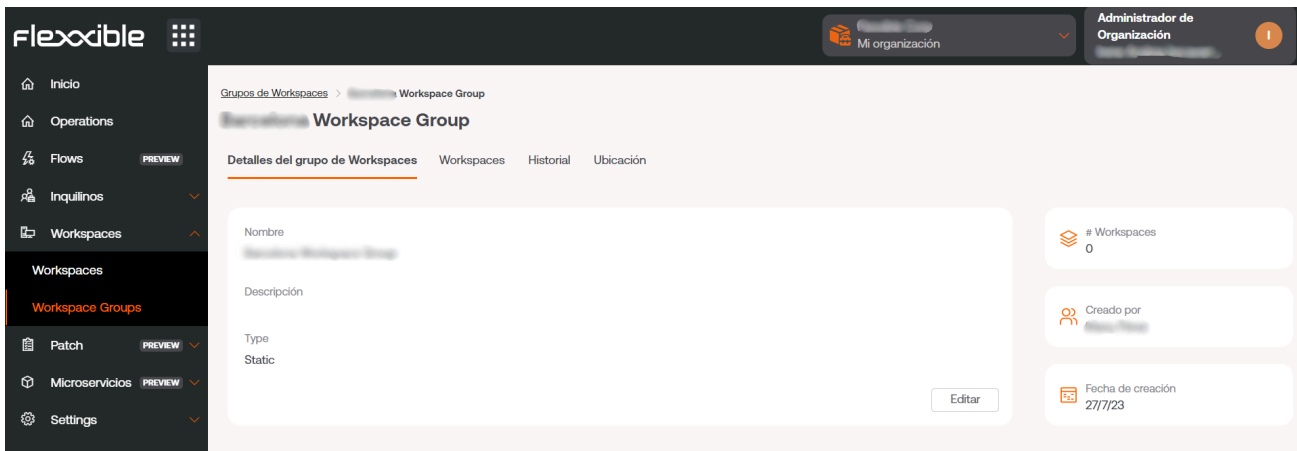 Flexxible
Mi organización
Administrador de
Organización
I
Inicio
Operations
Flows PREVIEW
Inquilinos
Workspaces
Workspaces
Workspace Groups
Patch PREVIEW
Microservicios PREVIEW
Settings
Grupos de Workspaces > Workspace Group
Workspace Group
Detalles del grupo de Workspaces Workspaces Historial Ubicación
Nombre
Descripción
Type
Static
Editar
# Workspaces
0
Creado por
Fecha de creación
27/7/23